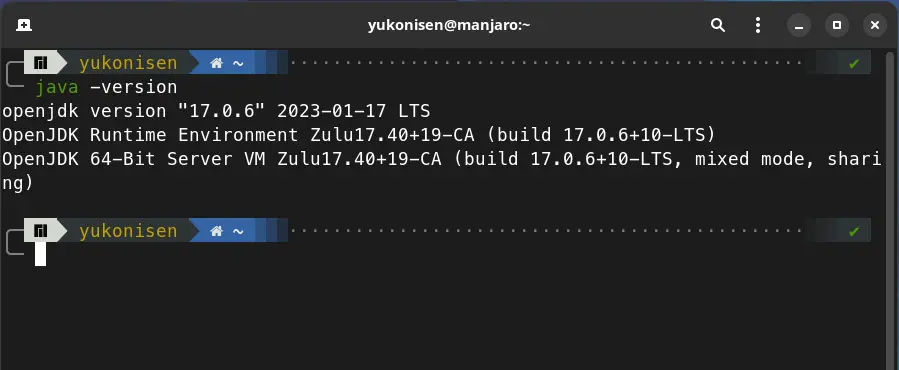 yukonisen@manjaro:~
yukonisen ~ ✔
java -version
openjdk version "17.0.6" 2023-01-17 LTS
OpenJDK Runtime Environment Zulu17.40+19-CA (build 17.0.6+10-LTS)
OpenJDK 64-Bit Server VM Zulu17.40+19-CA (build 17.0.6+10-LTS, mixed mode, shari
ng)
yukonisen ~ ✔